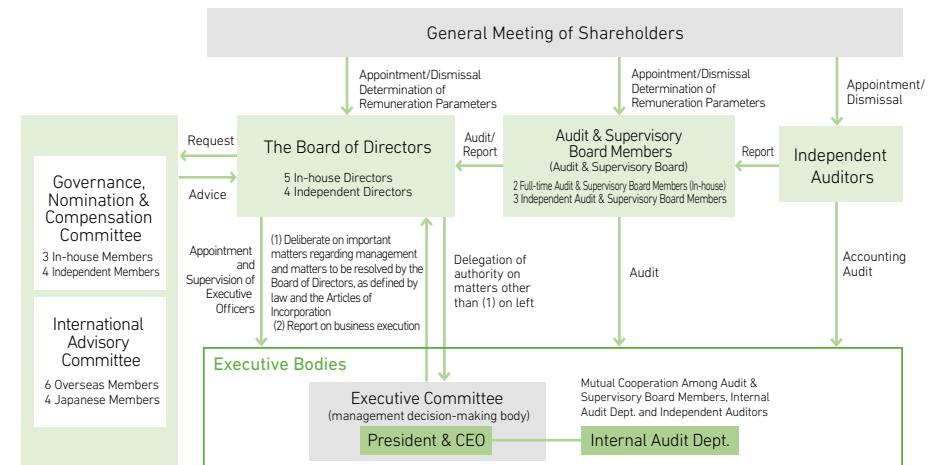 General Meeting of Shareholders
Appointment/Dismissal
Determination of
Remuneration Parameters
Appointment/Dismissal
Determination of
Remuneration Parameters
Appointment/
Dismissal
Request
Advice
The Board of Directors
5 In-house Directors
4 Independent Directors
Audit/
Report
Audit & Supervisory
Board Members
(Audit & Supervisory Board)
2 Full-time Audit & Supervisory Board Members (In-house)
3 Independent Audit & Supervisory Board Members
Report
Independent
Auditors
Governance,
Nomination &
Compensation
Committee
3 In-house Members
4 Independent Members
International
Advisory
Committee
6 Overseas Members
4 Japanese Members
Appointment
and
Supervision of
Executive
Officers
(1) Deliberate on important
matters regarding management
and matters to be resolved by the
Board of Directors, as defined by
law and the Articles of
Incorporation
(2) Report on business execution
Delegation of
authority on
matters other
than (1) on left
Audit
Accounting
Audit
Executive Bodies
Executive Committee
(management decision-making body)
President & CEO
Mutual Cooperation Among Audit &
Supervisory Board Members, Internal
Audit Dept. and Independent Auditors
Internal Audit Dept.